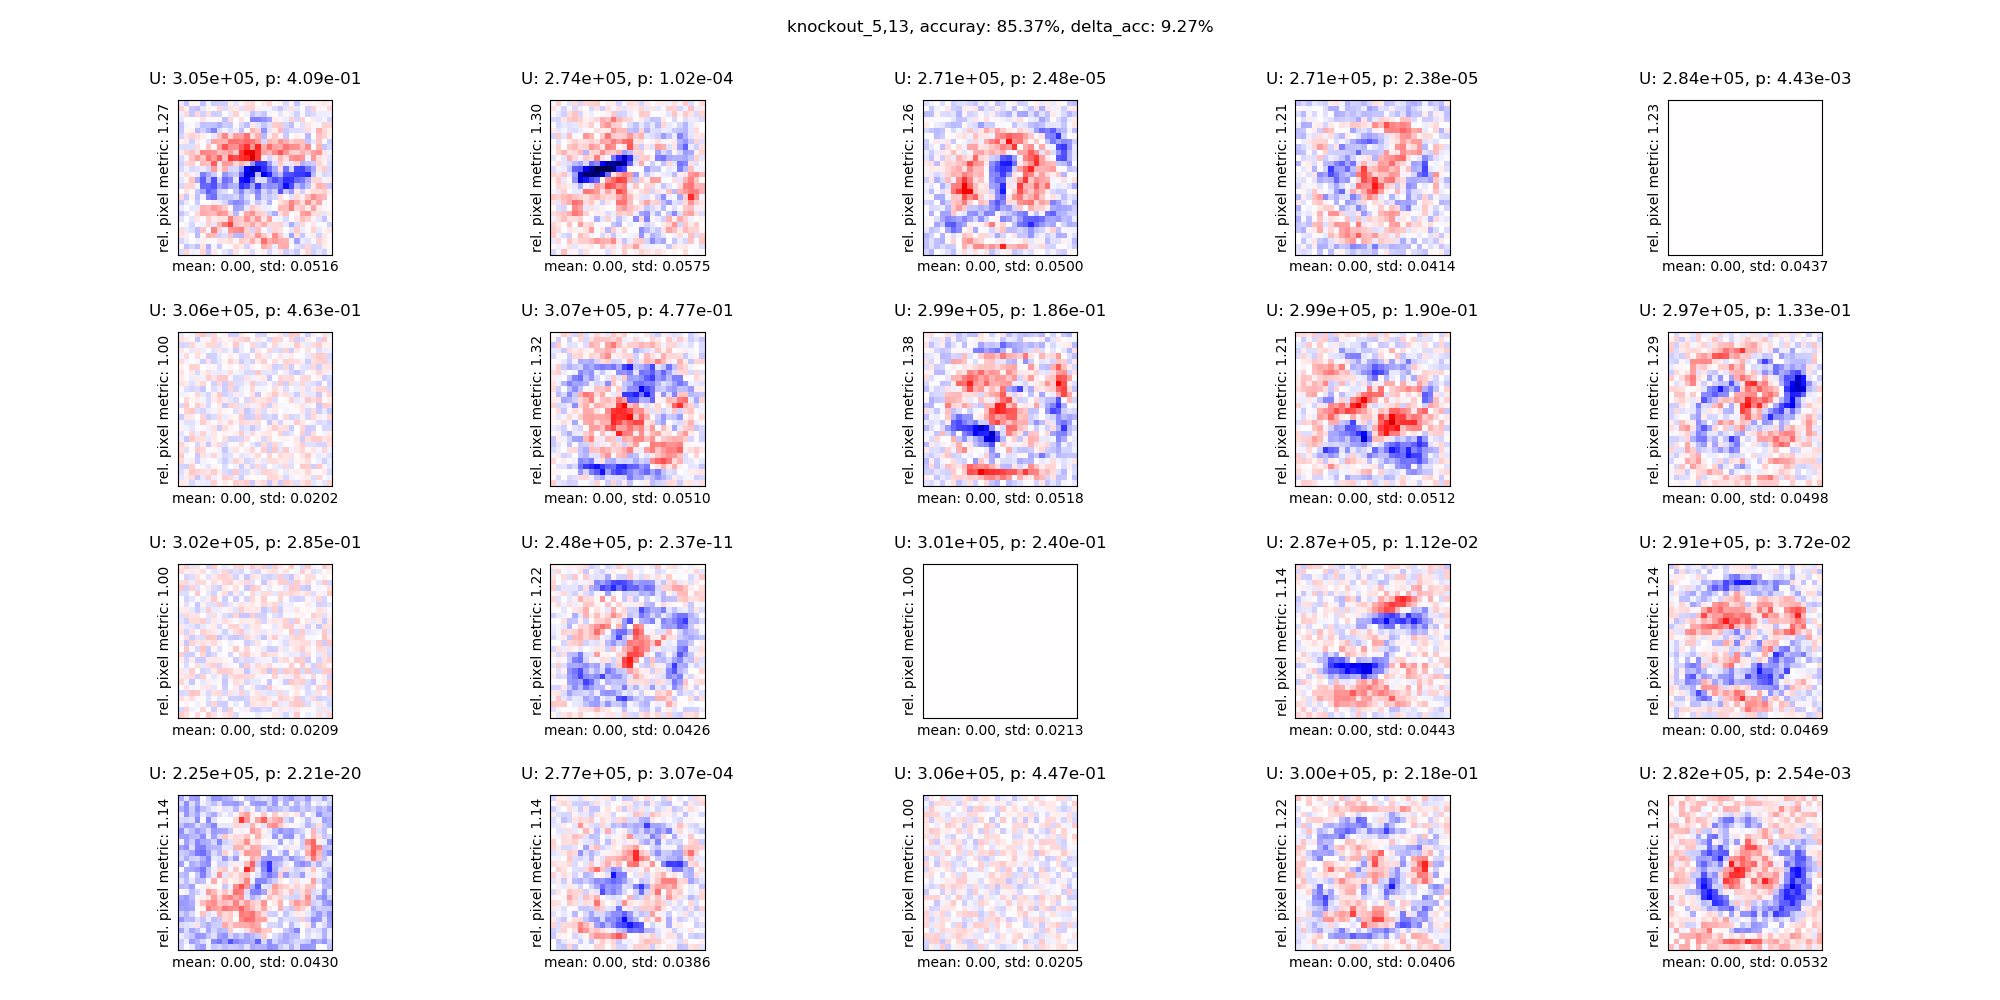 knockout_5,13, accuray: 85.37%, delta_acc: 9.27%
U: 3.05e+05, p: 4.09e-01
rel. pixel metric: 1.27
mean: 0.00, std: 0.0516
U: 2.74e+05, p: 1.02e-04
rel. pixel metric: 1.30
mean: 0.00, std: 0.0575
U: 2.71e+05, p: 2.48e-05
rel. pixel metric: 1.26
mean: 0.00, std: 0.0500
U: 2.71e+05, p: 2.38e-05
rel. pixel metric: 1.21
mean: 0.00, std: 0.0414
U: 2.84e+05, p: 4.43e-03
rel. pixel metric: 1.23
mean: 0.00, std: 0.0437
U: 3.06e+05, p: 4.63e-01
rel. pixel metric: 1.00
mean: 0.00, std: 0.0202
U: 3.07e+05, p: 4.77e-01
rel. pixel metric: 1.32
mean: 0.00, std: 0.0510
U: 2.99e+05, p: 1.86e-01
rel. pixel metric: 1.38
mean: 0.00, std: 0.0518
U: 2.99e+05, p: 1.90e-01
rel. pixel metric: 1.21
mean: 0.00, std: 0.0512
U: 2.97e+05, p: 1.33e-01
rel. pixel metric: 1.29
mean: 0.00, std: 0.0498
U: 3.02e+05, p: 2.85e-01
rel. pixel metric: 1.00
mean: 0.00, std: 0.0209
U: 2.48e+05, p: 2.37e-11
rel. pixel metric: 1.22
mean: 0.00, std: 0.0426
U: 3.01e+05, p: 2.40e-01
rel. pixel metric: 1.00
mean: 0.00, std: 0.0213
U: 2.87e+05, p: 1.12e-02
rel. pixel metric: 1.14
mean: 0.00, std: 0.0443
U: 2.91e+05, p: 3.72e-02
rel. pixel metric: 1.24
mean: 0.00, std: 0.0469
U: 2.25e+05, p: 2.21e-20
rel. pixel metric: 1.14
mean: 0.00, std: 0.0430
U: 2.77e+05, p: 3.07e-04
rel. pixel metric: 1.14
mean: 0.00, std: 0.0386
U: 3.06e+05, p: 4.47e-01
rel. pixel metric: 1.00
mean: 0.00, std: 0.0205
U: 3.00e+05, p: 2.18e-01
rel. pixel metric: 1.22
mean: 0.00, std: 0.0406
U: 2.82e+05, p: 2.54e-03
rel. pixel metric: 1.22
mean: 0.00, std: 0.0532